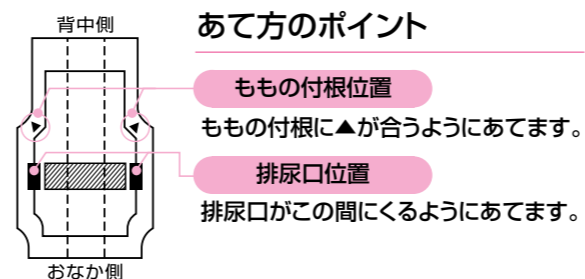 背中側
あて方のポイント
ももの付根位置
ももの付根に▲が合うようにあてます。
排尿口位置
排尿口がこの間にくるようにあてます。
おなか側